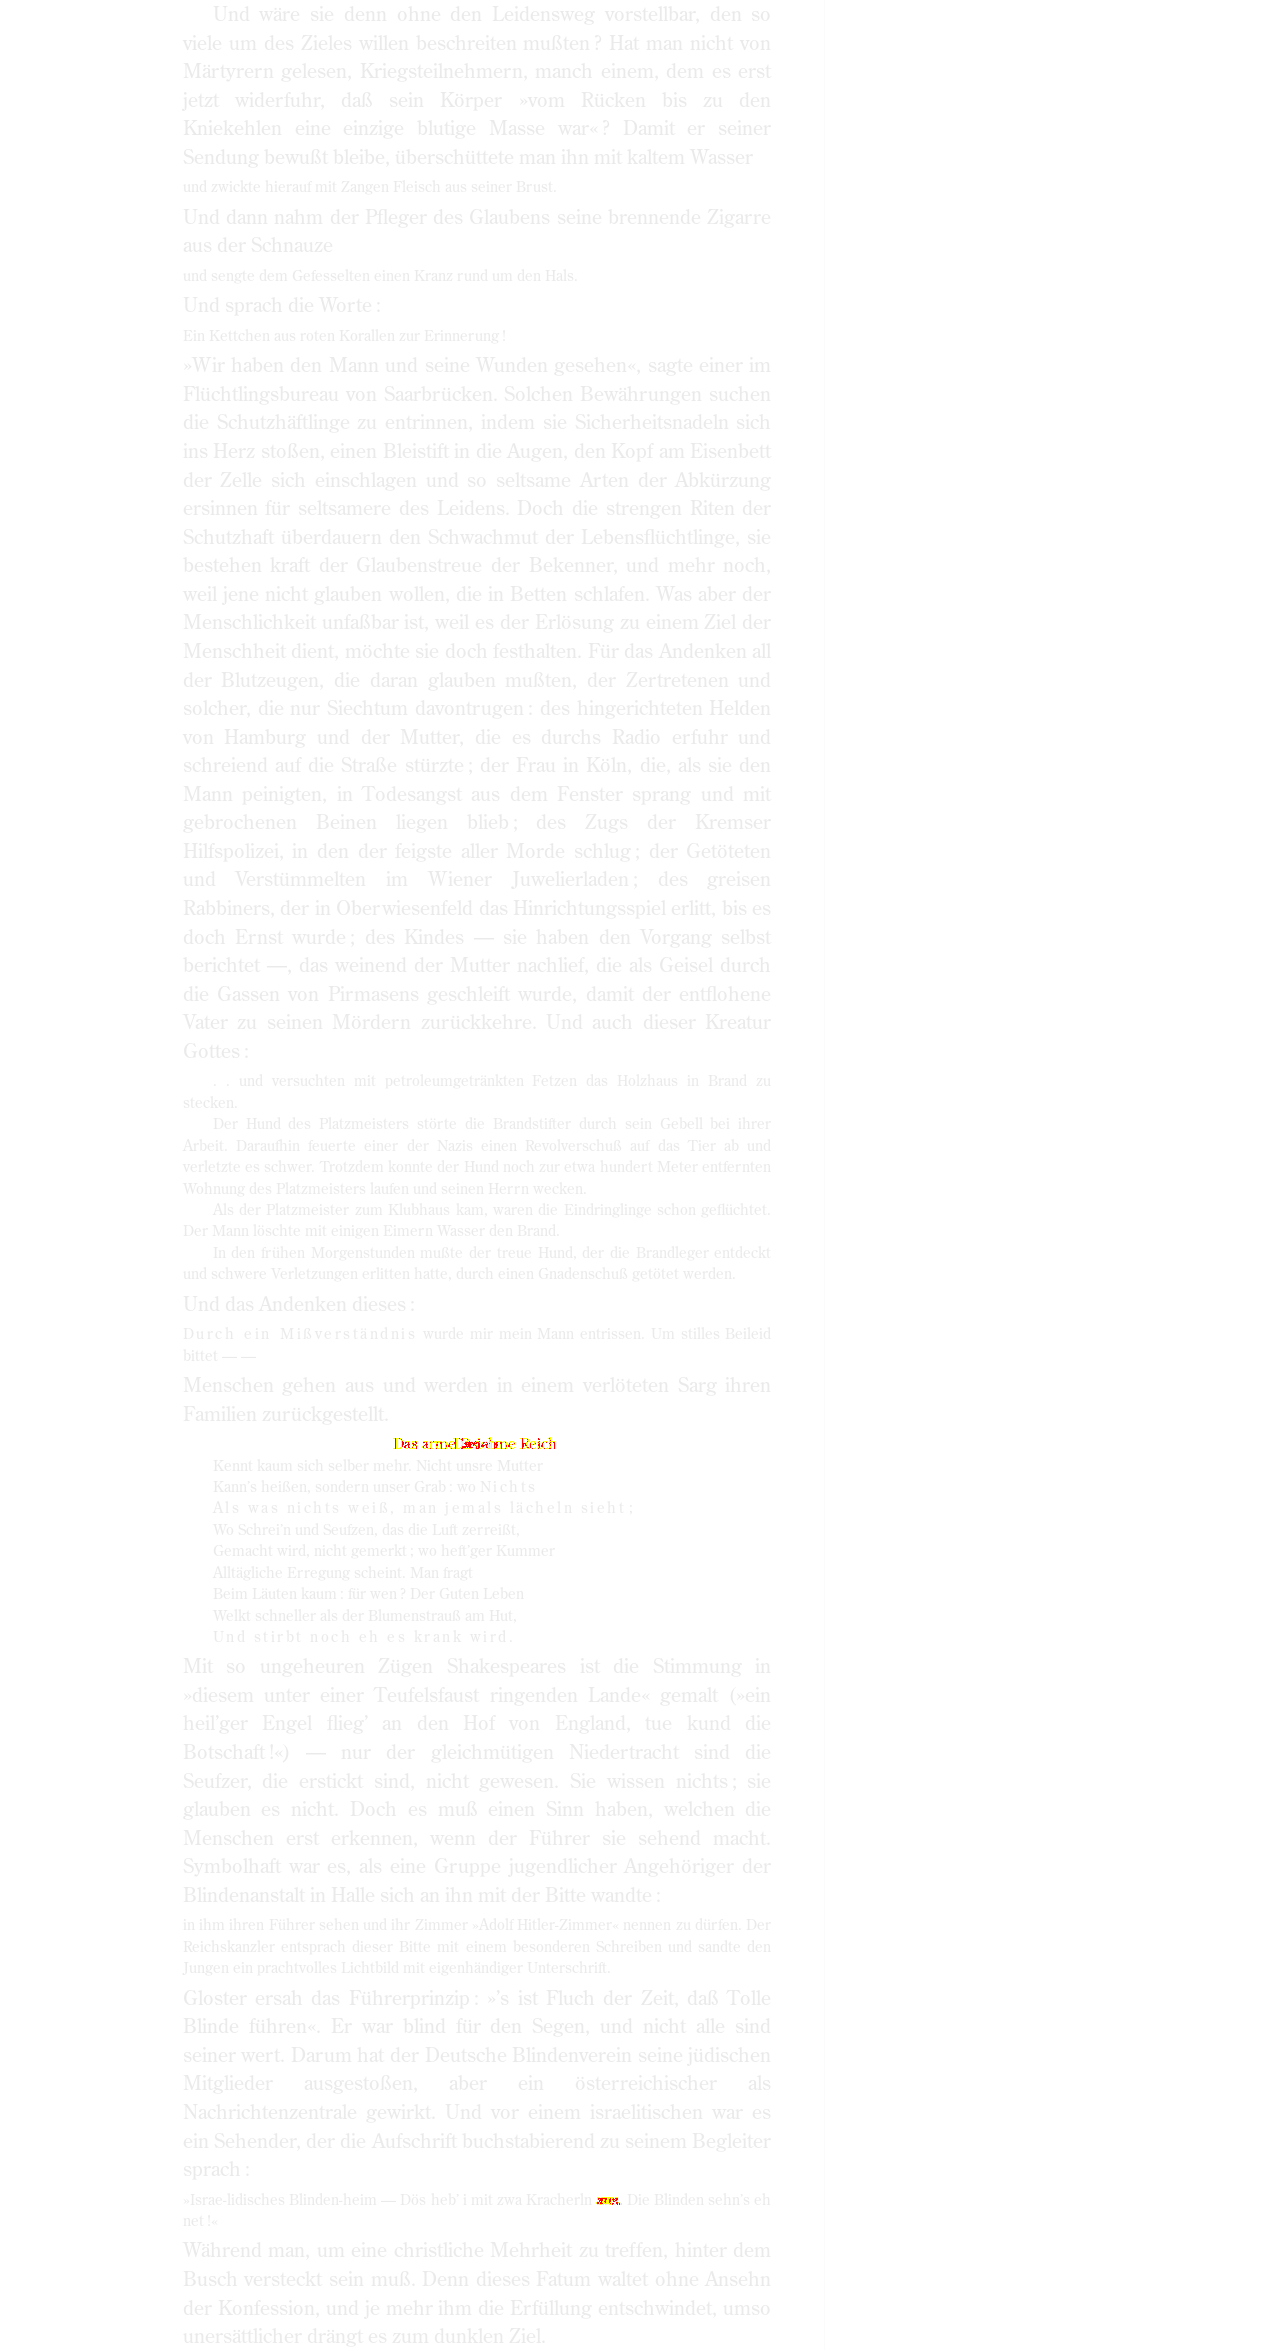 Und wäre sie denn ohne den Leidensweg vorstellbar, den so
viele um des Zieles willen beschreiten mußten ? Hat man nicht von
Märtyrern gelesen, Kriegsteilnehmern, manch einem, dem es erst
jetzt widerfuhr, daß sein Körper »vom Rücken bis zu den
Kniekehlen eine einzige blutige Masse war« ? Damit er seiner
Sendung bewußt bleibe, überschüttete man ihn mit kaltem Wasser
und zwickte hierauf mit Zangen Fleisch aus seiner Brust.
Und dann nahm der Pfleger des Glaubens seine brennende Zigarre
aus der Schnauze
und sengte dem Gefesselten einen Kranz rund um den Hals.
Und sprach die Worte :
Ein Kettchen aus roten Korallen zur Erinnerung !
»Wir haben den Mann und seine Wunden gesehen«, sagte einer im
Flüchtlingsbureau von Saarbrücken. Solchen Bewährungen suchen
die Schutzhäftlinge zu entrinnen, indem sie Sicherheitsnadeln sich
ins Herz stoßen, einen Bleistift in die Augen, den Kopf am Eisenbett
der Zelle sich einschlagen und so seltsame Arten der Abkürzung
ersinnen für seltsamere des Leidens. Doch die strengen Riten der
Schutzhaft überdauern den Schwachmut der Lebensflüchtlinge, sie
bestehen kraft der Glaubenstreue der Bekenner, und mehr noch,
weil jene nicht glauben wollen, die in Betten schlafen. Was aber der
Menschlichkeit unfaßbar ist, weil es der Erlösung zu einem Ziel der
Menschheit dient, möchte sie doch festhalten. Für das Andenken all
der Blutzeugen, die daran glauben mußten, der Zertretenen und
solcher, die nur Siechtum davontrugen : des hingerichteten Helden
von Hamburg und der Mutter, die es durchs Radio erfuhr und
schreiend auf die Straße stürzte ; der Frau in Köln, die, als sie den
Mann peinigten, in Todesangst aus dem Fenster sprang und mit
gebrochenen Beinen liegen blieb ; des Zugs der Kremser
Hilfspolizei, in den der feigste aller Morde schlug ; der Getöteten
und Verstümmelten im Wiener Juwelierladen ; des greisen
Rabbiners, der in Oberwiesenfeld das Hinrichtungsspiel erlitt, bis es
doch Ernst wurde ; des Kindes — sie haben den Vorgang selbst
berichtet —, das weinend der Mutter nachlief, die als Geisel durch
die Gassen von Pirmasens geschleift wurde, damit der entflohene
Vater zu seinen Mördern zurückkehre. Und auch dieser Kreatur
Gottes :
. . und versuchten mit petroleumgetränkten Fetzen das Holzhaus in Brand zu
stecken.
Der Hund des Platzmeisters störte die Brandstifter durch sein Gebell bei ihrer
Arbeit. Daraufhin feuerte einer der Nazis einen Revolverschuß auf das Tier ab und
verletzte es schwer. Trotzdem konnte der Hund noch zur etwa hundert Meter entfernten
Wohnung des Platzmeisters laufen und seinen Herrn wecken.
Als der Platzmeister zum Klubhaus kam, waren die Eindringlinge schon geflüchtet.
Der Mann löschte mit einigen Eimern Wasser den Brand.
In den frühen Morgenstunden mußte der treue Hund, der die Brandleger entdeckt
und schwere Verletzungen erlitten hatte, durch einen Gnadenschuß getötet werden.
Und das Andenken dieses :
Durch ein Mißverständnis wurde mir mein Mann entrissen. Um stilles Beileid
bittet — —
Menschen gehen aus und werden in einem verlöteten Sarg ihren
Familien zurückgestellt.
Das arme Reich
Kennt kaum sich selber mehr. Nicht unsre Mutter
Kann's heißen, sondern unser Grab : wo Nichts
Als was nichts weiß, man jemals lächeln sieht ;
Wo Schrei'n und Seufzen, das die Luft zerreißt,
Gemacht wird, nicht gemerkt ; wo heft'ger Kummer
Alltägliche Erregung scheint. Man fragt
Beim Läuten kaum : für wen ? Der Guten Leben
Welkt schneller als der Blumenstrauß am Hut,
Und stirbt noch eh es krank wird.
Mit so ungeheuren Zügen Shakespeares ist die Stimmung in
»diesem unter einer Teufelsfaust ringenden Lande« gemalt (»ein
heil'ger Engel flieg' an den Hof von England, tue kund die
Botschaft !«) — nur der gleichmütigen Niedertracht sind die
Seufzer, die erstickt sind, nicht gewesen. Sie wissen nichts ; sie
glauben es nicht. Doch es muß einen Sinn haben, welchen die
Menschen erst erkennen, wenn der Führer sie sehend macht.
Symbolhaft war es, als eine Gruppe jugendlicher Angehöriger der
Blindenanstalt in Halle sich an ihn mit der Bitte wandte :
in ihm ihren Führer sehen und ihr Zimmer »Adolf Hitler-Zimmer« nennen zu dürfen. Der
Reichskanzler entsprach dieser Bitte mit einem besonderen Schreiben und sandte den
Jungen ein prachtvolles Lichtbild mit eigenhändiger Unterschrift.
Gloster ersah das Führerprinzip : »'s ist Fluch der Zeit, daß Tolle
Blinde führen«. Er war blind für den Segen, und nicht alle sind
seiner wert. Darum hat der Deutsche Blindenverein seine jüdischen
Mitglieder ausgestoßen, aber ein österreichischer als
Nachrichtenzentrale gewirkt. Und vor einem israelitischen war es
ein Sehender, der die Aufschrift buchstabierend zu seinem Begleiter
sprach :
»Israe-lidisches Blinden-heim — Dös heb' i mit zwa Kracherln Die Blinden sehn's eh
net !«
Während man, um eine christliche Mehrheit zu treffen, hinter dem
Busch versteckt sein muß. Denn dieses Fatum waltet ohne Ansehn
der Konfession, und je mehr ihm die Erfüllung entschwindet, umso
unersättlicher drängt es zum dunklen Ziel.